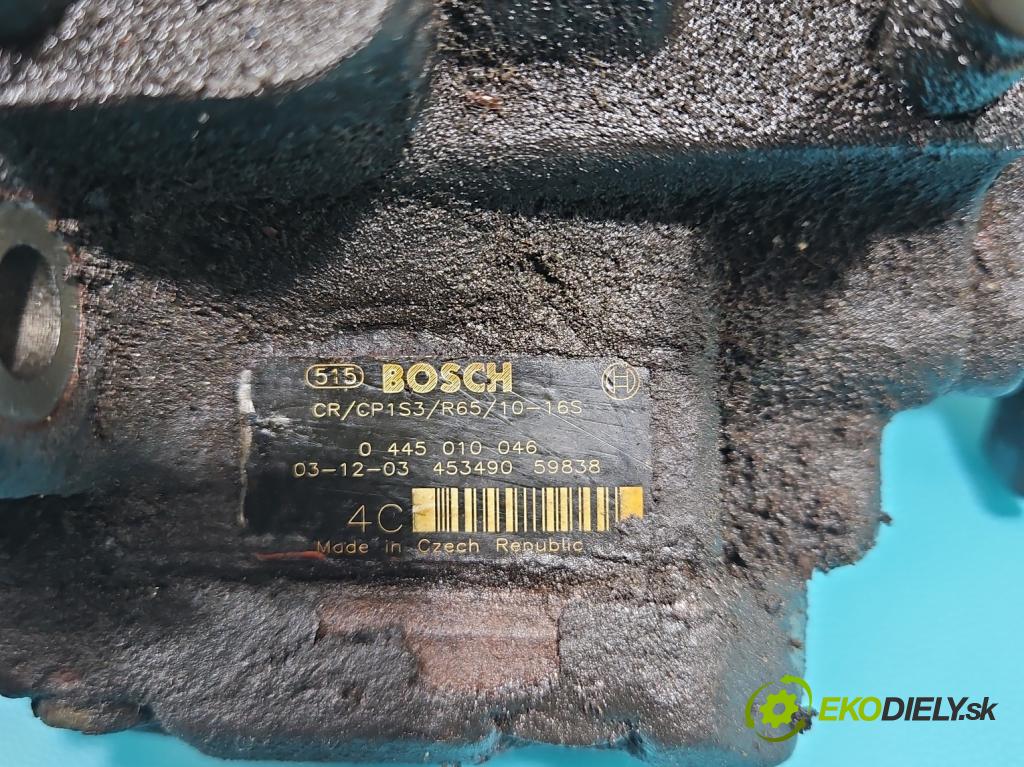 515 BOSCH
CR/CP1S3/R65/10-16S
0 445 010 046
03-12-03 453490 59838
4C
Made in Czech Republic
EKODIELY.sk